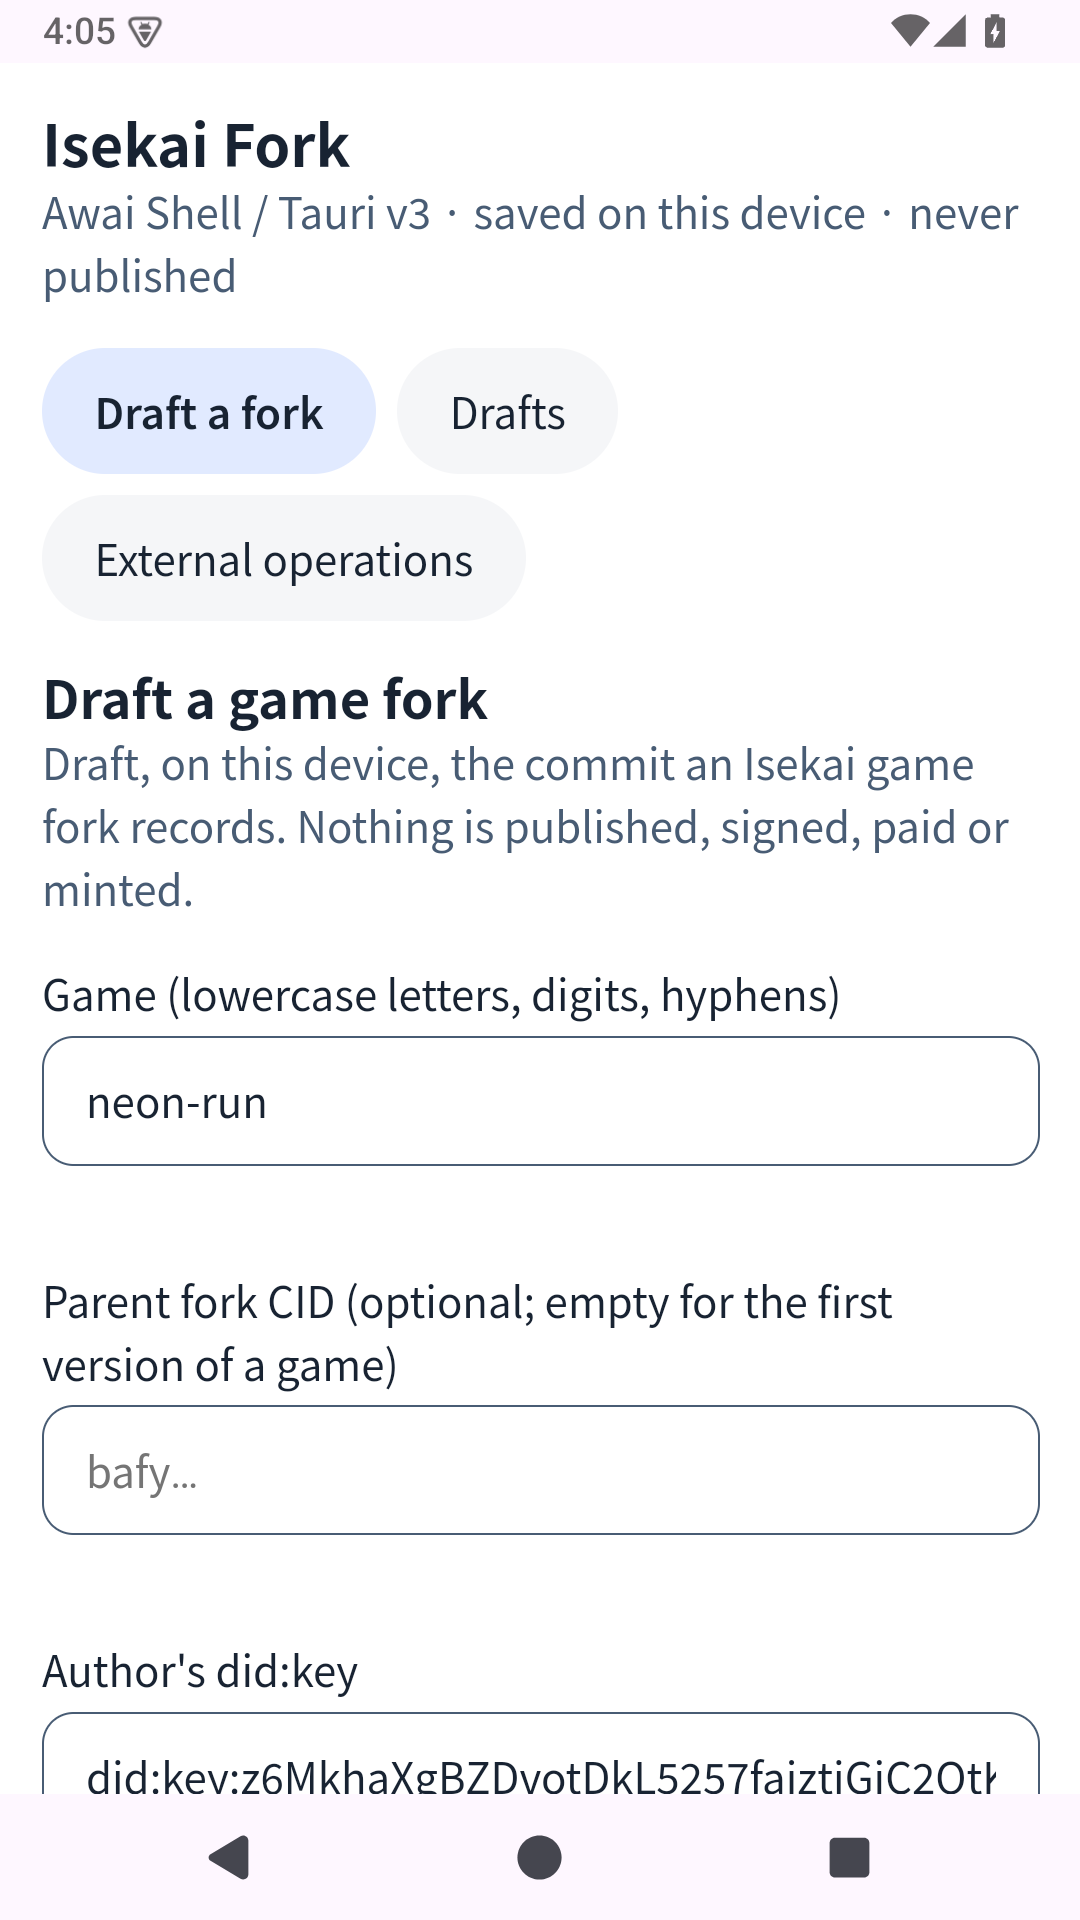 4:05
Isekai Fork
Awai Shell / Tauri v3 · saved on this device · never
published
Draft a fork
Drafts
External operations
Draft a game fork
Draft, on this device, the commit an Isekai game
fork records. Nothing is published, signed, paid or
minted.
Game (lowercase letters, digits, hyphens)
neon-run
Parent fork CID (optional; empty for the first
version of a game)
bafy...
Author's did:key
did:key:z6MkhaXgBZDvotDkL5257faiztiGiC2QtK